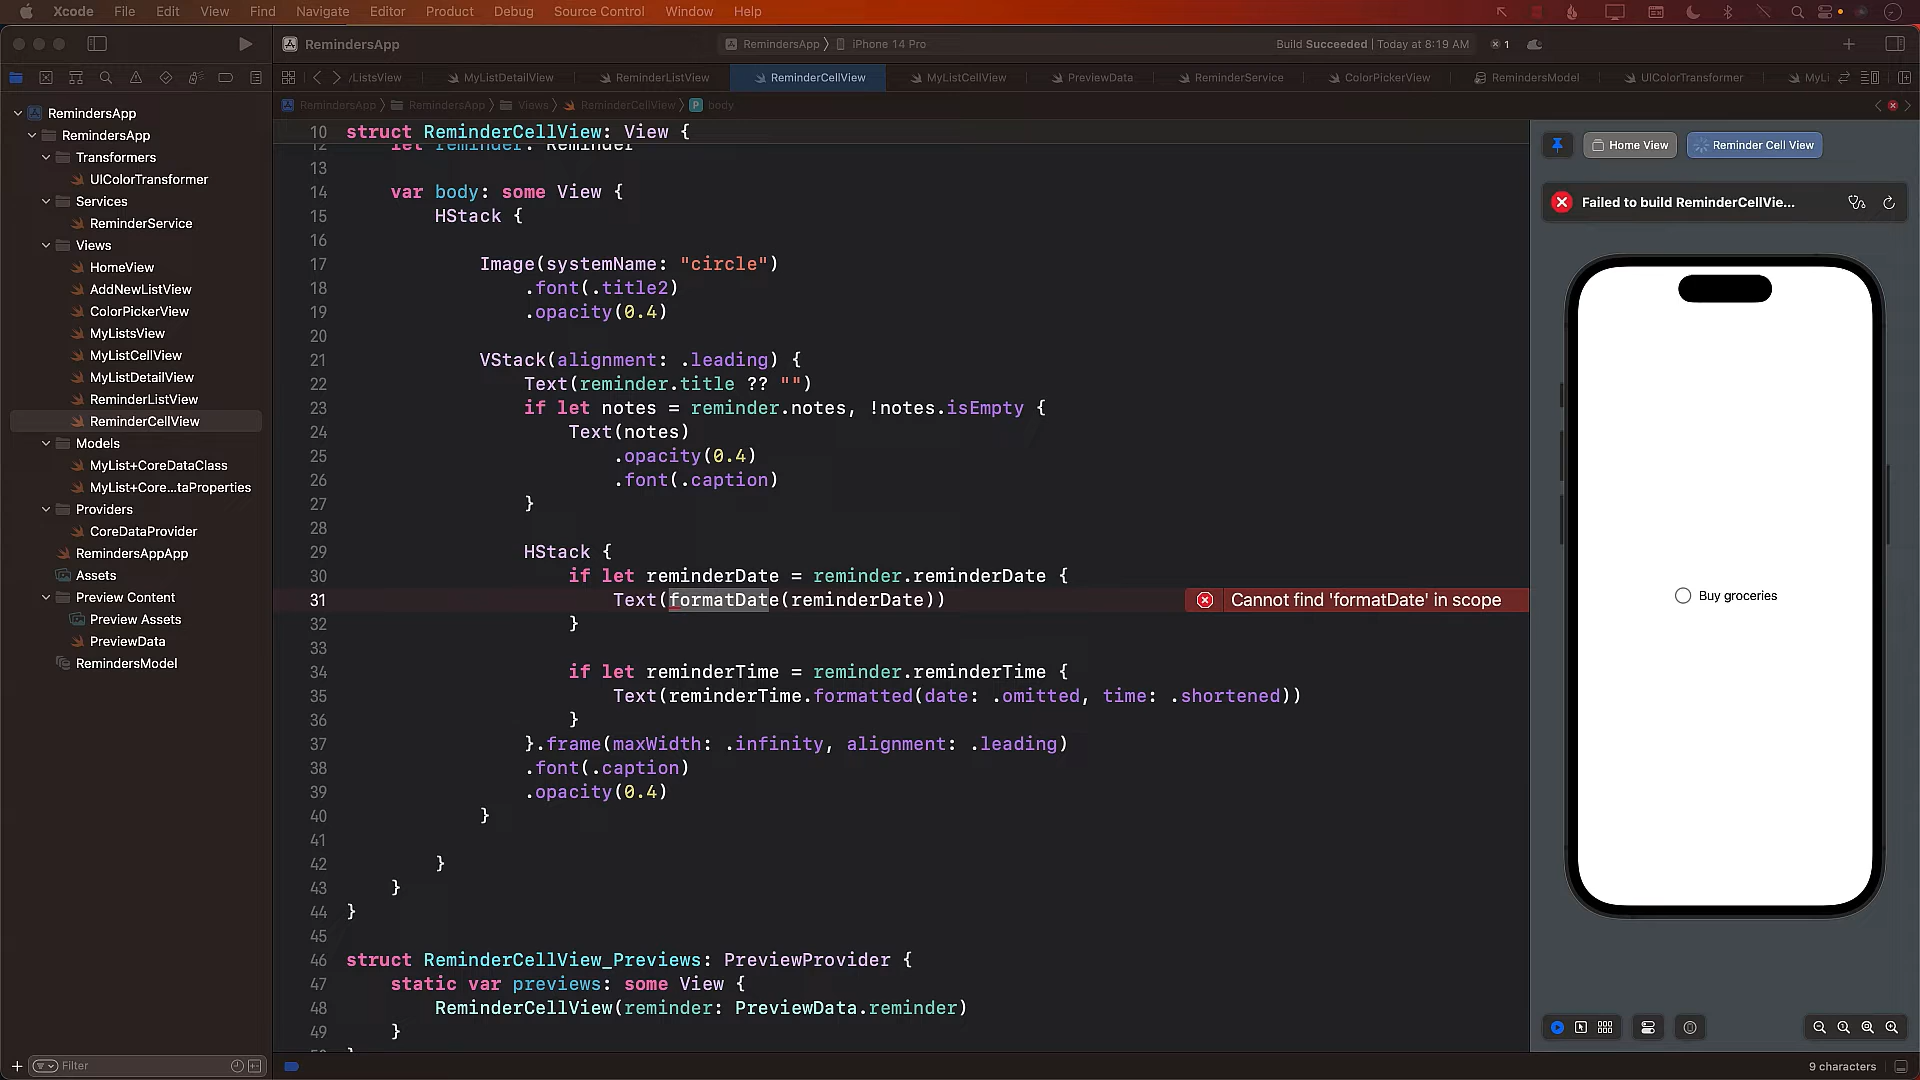 Xcode File Edit View Find Navigate Editor Product Debug Source Control Window Help
RemindersApp
RemindersApp iPhone 14 Pro
Build Succeeded | Today at 8:19 AM
1
/ListsView MyListDetailView ReminderListView ReminderCellView MyListCellView PreviewData ReminderService ColorPickerView RemindersModel UIColorTransformer MyLi
RemindersApp RemindersApp Views ReminderCellView P body
RemindersApp
RemindersApp
Transformers
UIColorTransformer
Services
ReminderService
Views
HomeView
AddNewListView
ColorPickerView
MyListsView
MyListCellView
MyListDetailView
ReminderListView
ReminderCellView
Models
MyList+CoreDataClass
MyList+Core...taProperties
Providers
CoreDataProvider
RemindersAppApp
Assets
Preview Content
Preview Assets
PreviewData
RemindersModel
Filter
10 struct ReminderCellView: View {
12 let reminder: Reminder
13
14 var body: some View {
15 HStack {
16
17 Image(systemName: "circle")
18 .font(.title2)
19 .opacity(0.4)
20
21 VStack(alignment: .leading) {
22 Text(reminder.title ?? "")
23 if let notes = reminder.notes, !notes.isEmpty {
24 Text(notes)
25 .opacity(0.4)
26 .font(.caption)
27 }
28
29 HStack {
30 if let reminderDate = reminder.reminderDate {
31 Text(formatDate(reminderDate)) Cannot find 'formatDate' in scope
32 }
33
34 if let reminderTime = reminder.reminderTime {
35 Text(reminderTime.formatted(date: .omitted, time: .shortened))
36 }
37 }.frame(maxWidth: .infinity, alignment: .leading)
38 .font(.caption)
39 .opacity(0.4)
40 }
41
42 }
43 }
44 }
45
46 struct ReminderCellView_Previews: PreviewProvider {
47 static var previews: some View {
48 ReminderCellView(reminder: PreviewData.reminder)
49 }
Home View Reminder Cell View
Failed to build ReminderCellVie...
Buy groceries
9 characters